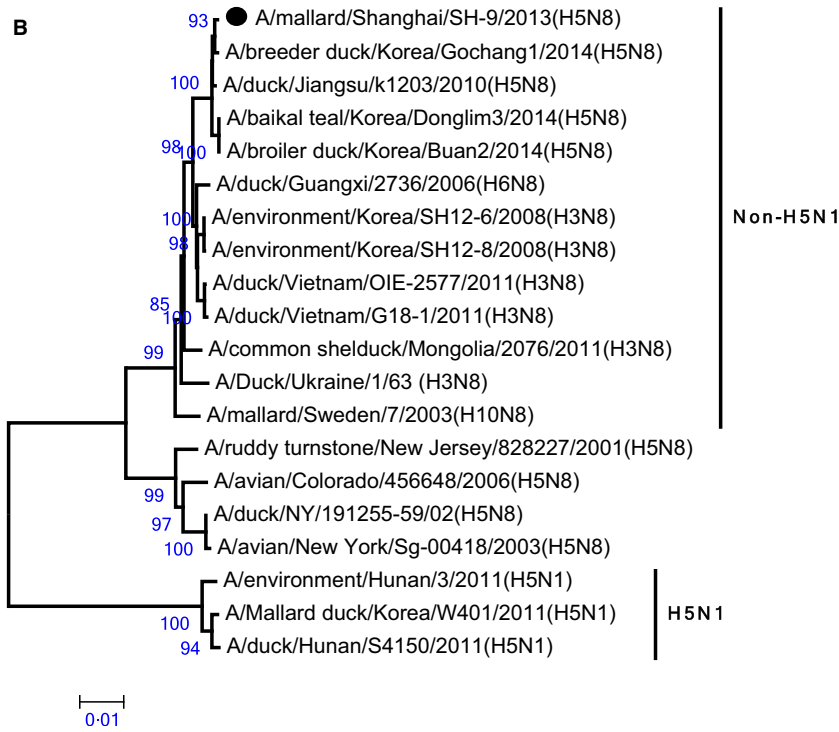 B
93
A/mallard/Shanghai/SH-9/2013(H5N8)
A/breeder duck/Korea/Gochang1/2014(H5N8)
100
A/duck/Jiangsu/k1203/2010(H5N8)
A/baikal teal/Korea/Donglim3/2014(H5N8)
98
100
A/broiler duck/Korea/Buan2/2014(H5N8)
A/duck/Guangxi/2736/2006(H6N8)
100
A/environment/Korea/SH12-6/2008(H3N8)
Non-H5N1
98
A/environment/Korea/SH12-8/2008(H3N8)
A/duck/Vietnam/OIE-2577/2011(H3N8)
85
100
A/duck/Vietnam/G18-1/2011(H3N8)
99
A/common shelduck/Mongolia/2076/2011(H3N8)
A/Duck/Ukraine/1/63 (H3N8)
A/mallard/Sweden/7/2003(H10N8)
A/ruddy turnstone/New Jersey/828227/2001(H5N8)
A/avian/Colorado/456648/2006(H5N8)
99
A/duck/NY/191255-59/02(H5N8)
97
100
A/avian/New York/Sg-00418/2003(H5N8)
A/environment/Hunan/3/2011(H5N1)
A/Mallard duck/Korea/W401/2011(H5N1)
H5N1
100
94
A/duck/Hunan/S4150/2011(H5N1)
0·01